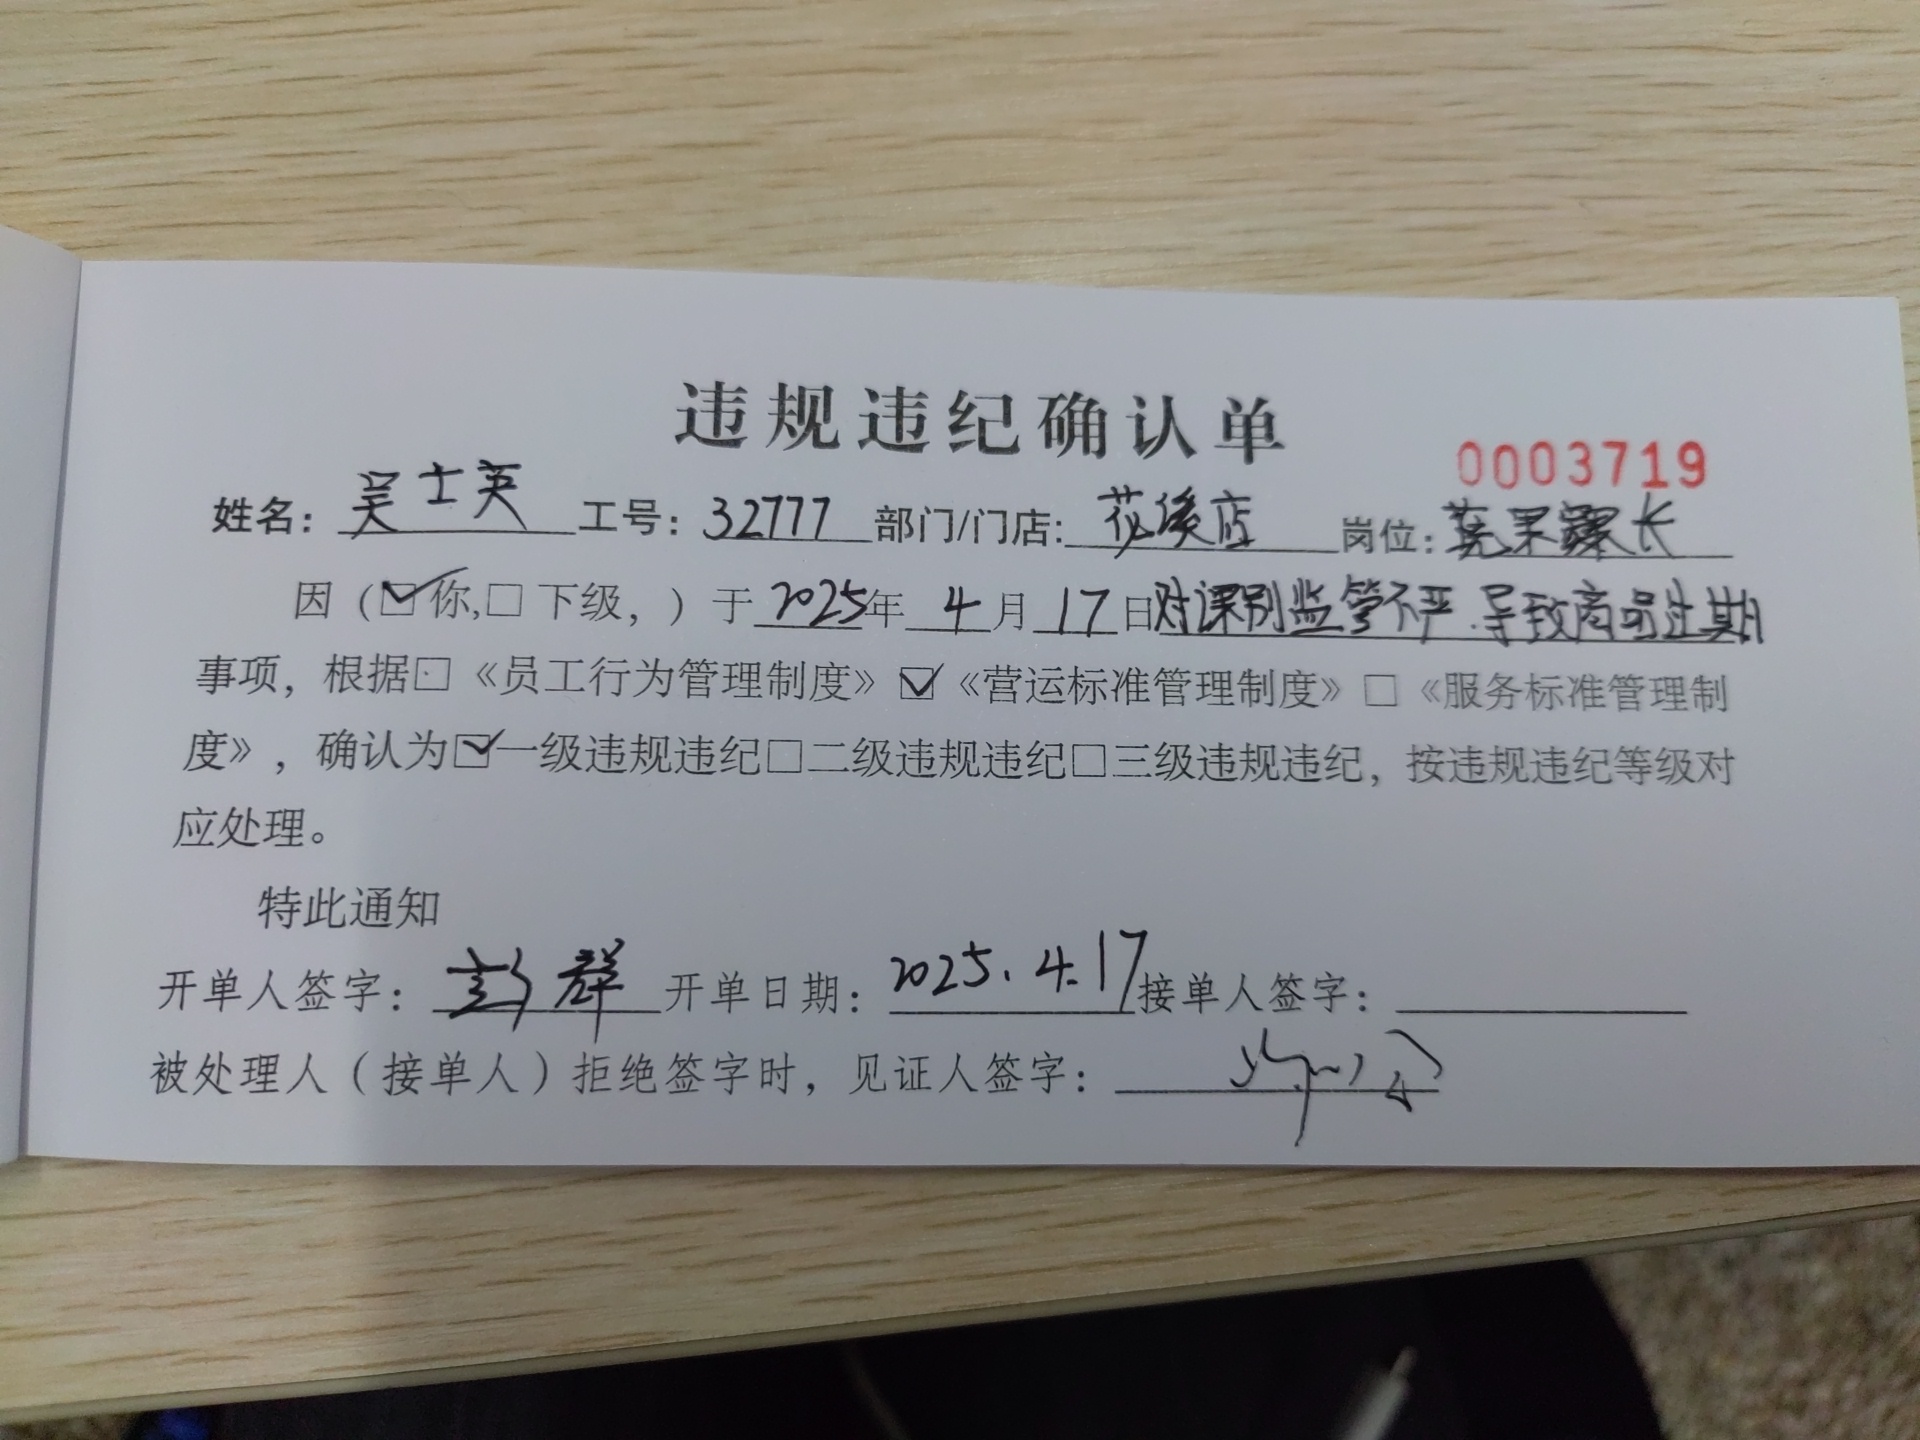 违规违纪确认单
0003719
姓名：吴士英 工号：32777 部门/门店：花溪店 岗位：蔬果课长
因（☑你,□下级，）于2025年4月17日对课别监管不严.导致商品过期
事项，根据□《员工行为管理制度》☑《营运标准管理制度》□《服务标准管理制
度》，确认为☑一级违规违纪□二级违规违纪□三级违规违纪，按违规违纪等级对
应处理。
特此通知
开单人签字：彭群 开单日期：2025.4.17 接单人签字：
被处理人（接单人）拒绝签字时，见证人签字：